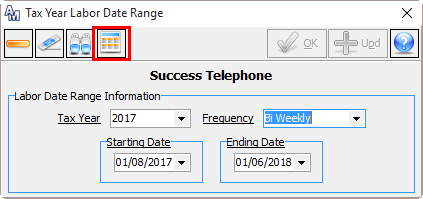 AM Tax Year Labor Date Range
OK Upd ?
Success Telephone
Labor Date Range Information
Tax Year 2017 Frequency Bi Weekly
Starting Date Ending Date
01/08/2017 01/06/2018